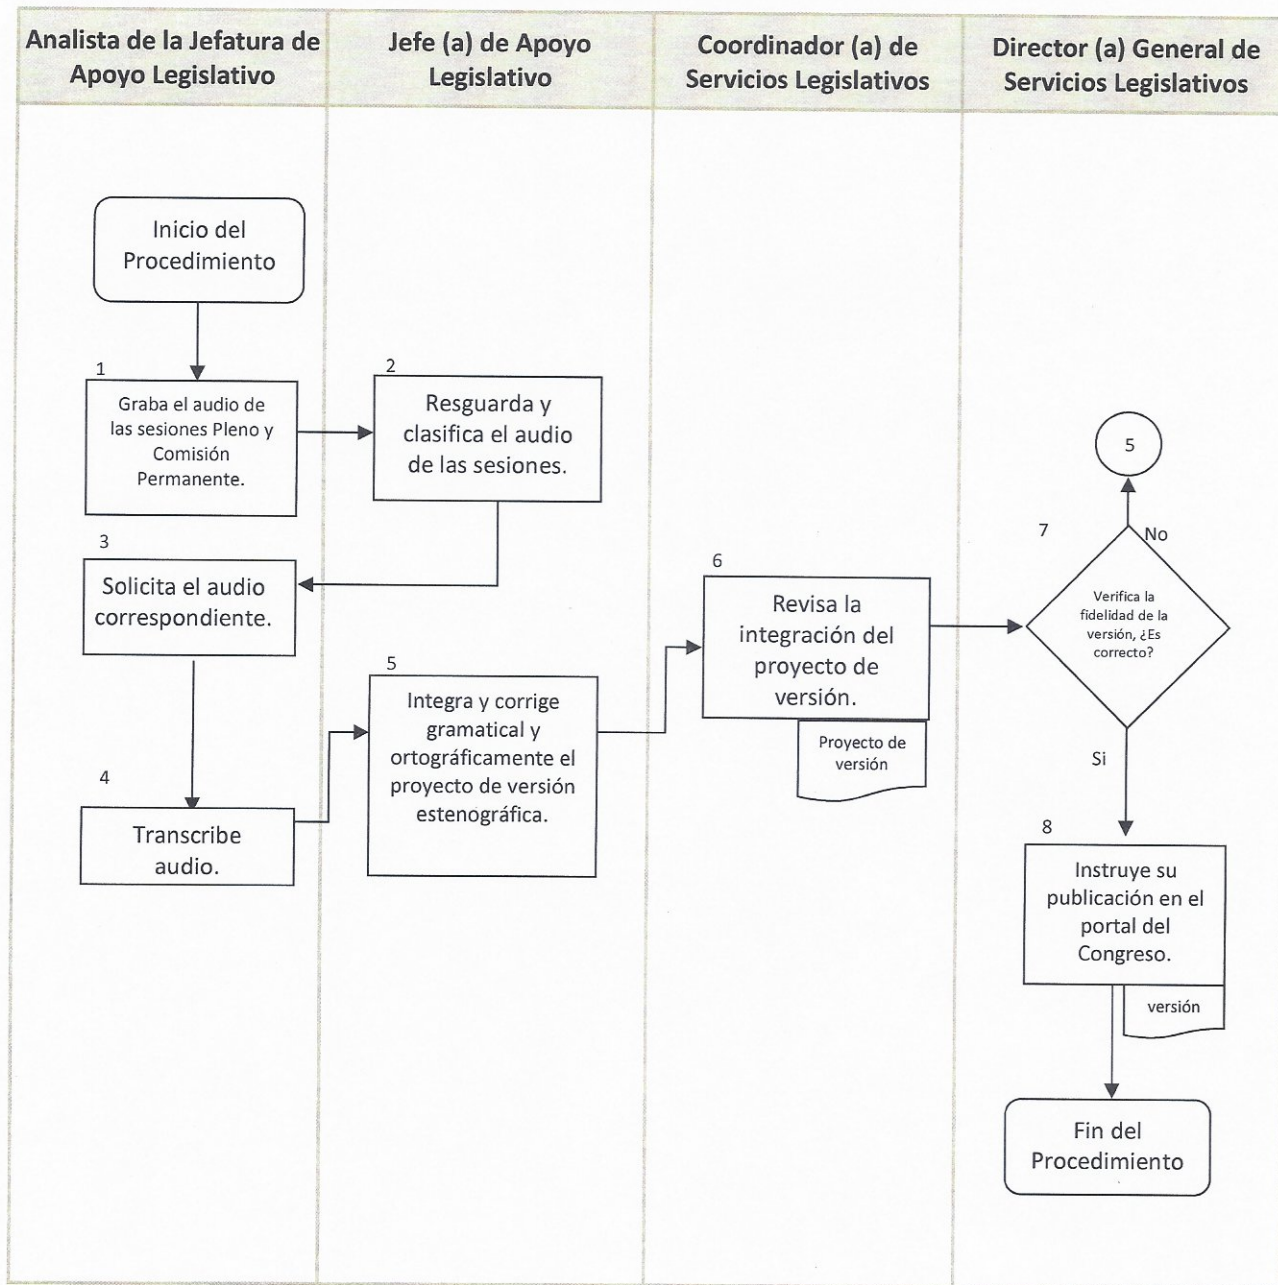 Analista de la Jefatura de
Apoyo Legislativo
Jefe (a) de Apoyo
Legislativo
Coordinador (a) de
Servicios Legislativos
Director (a) General de
Servicios Legislativos
Inicio del
Procedimiento
1
Graba el audio de
las sesiones Pleno y
Comisión
Permanente.
2
Resguarda y
clasifica el audio
de las sesiones.
3
Solicita el audio
correspondiente.
4
Transcribe
audio.
5
Integra y corrige
gramatical y
ortográficamente el
proyecto de versión
estenográfica.
6
Revisa la
integración del
proyecto de
versión.
Proyecto de
versión
5
No
7
Verifica la
fidelidad de la
versión, ¿Es
correcto?
Si
8
Instruye su
publicación en el
portal del
Congreso.
versión
Fin del
Procedimiento